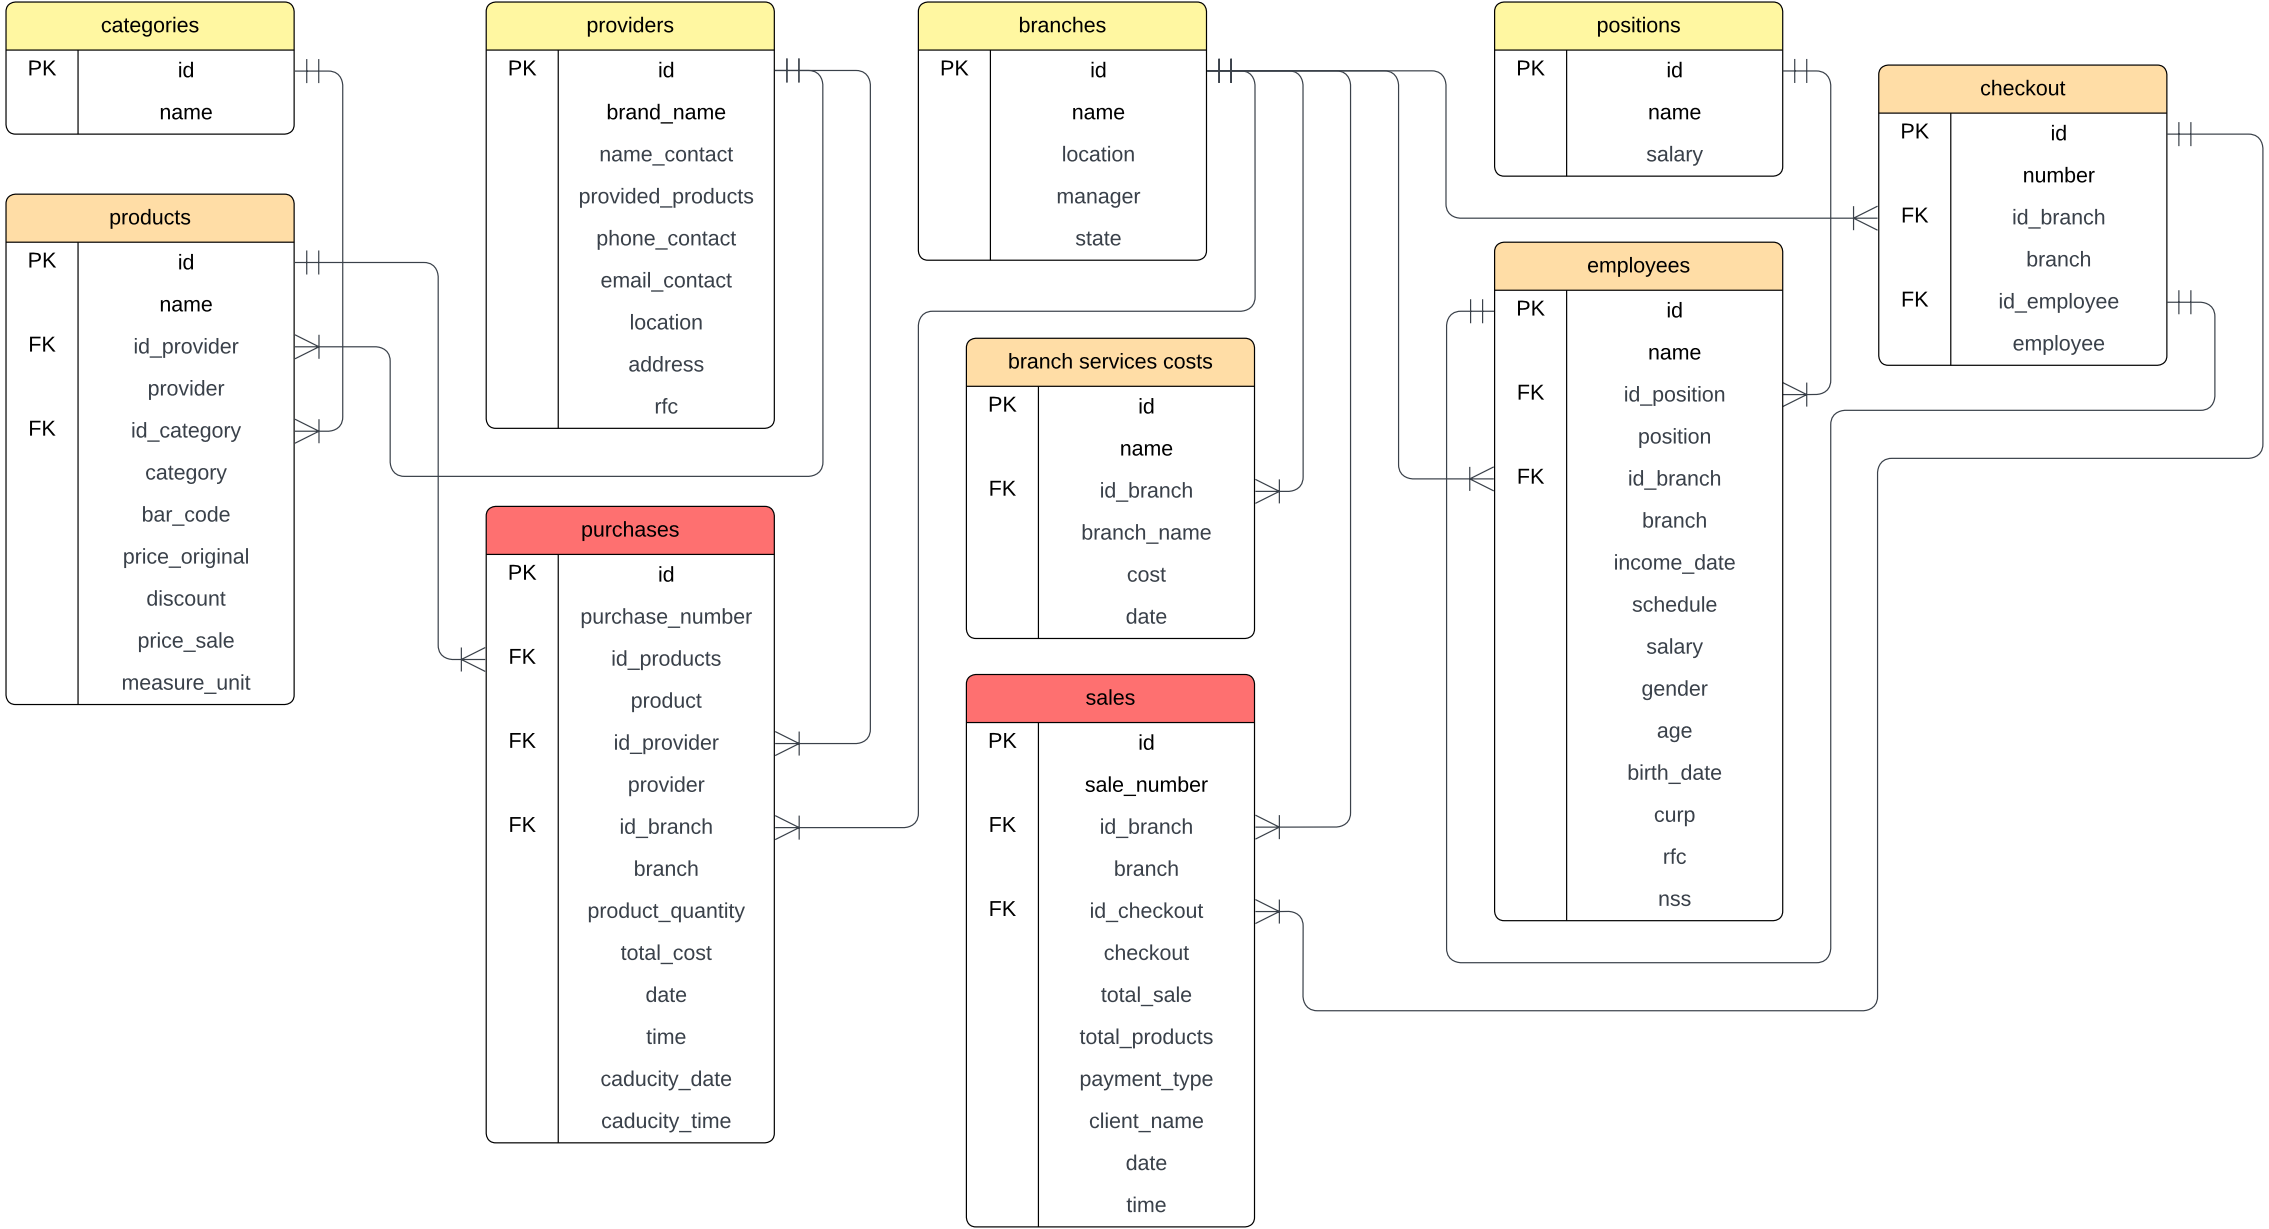 categories
PK
id
name
products
PK
id
name
FK
id_provider
provider
FK
id_category
category
bar_code
price_original
discount
price_sale
measure_unit
providers
PK
id
brand_name
name_contact
provided_products
phone_contact
email_contact
location
address
rfc
purchases
PK
id
purchase_number
FK
id_products
product
FK
id_provider
provider
FK
id_branch
branch
product_quantity
total_cost
date
time
caducity_date
caducity_time
branches
PK
id
name
location
manager
state
branch services costs
PK
id
name
FK
id_branch
branch_name
cost
date
sales
PK
id
sale_number
FK
id_branch
branch
FK
id_checkout
checkout
total_sale
total_products
payment_type
client_name
date
time
positions
PK
id
name
salary
employees
PK
id
name
FK
id_position
position
FK
id_branch
branch
income_date
schedule
salary
gender
age
birth_date
curp
rfc
nss
checkout
PK
id
number
FK
id_branch
branch
FK
id_employee
employee